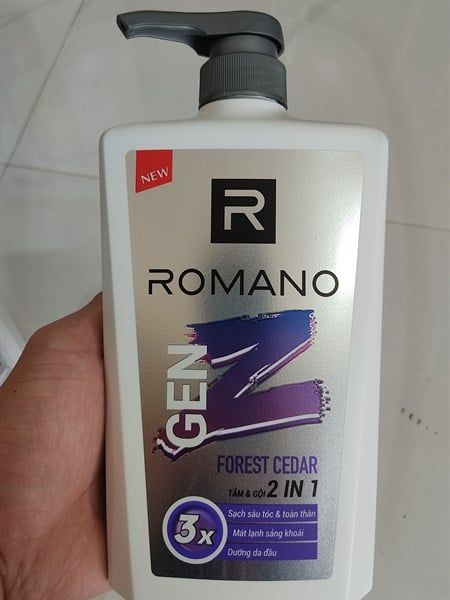 NEW
R
ROMANO
GEN Z
FOREST CEDAR
TẮM & GỘI 2 IN 1
3x
Sạch sâu tóc & toàn thân
Mát lạnh sảng khoái
Dưỡng da đầu